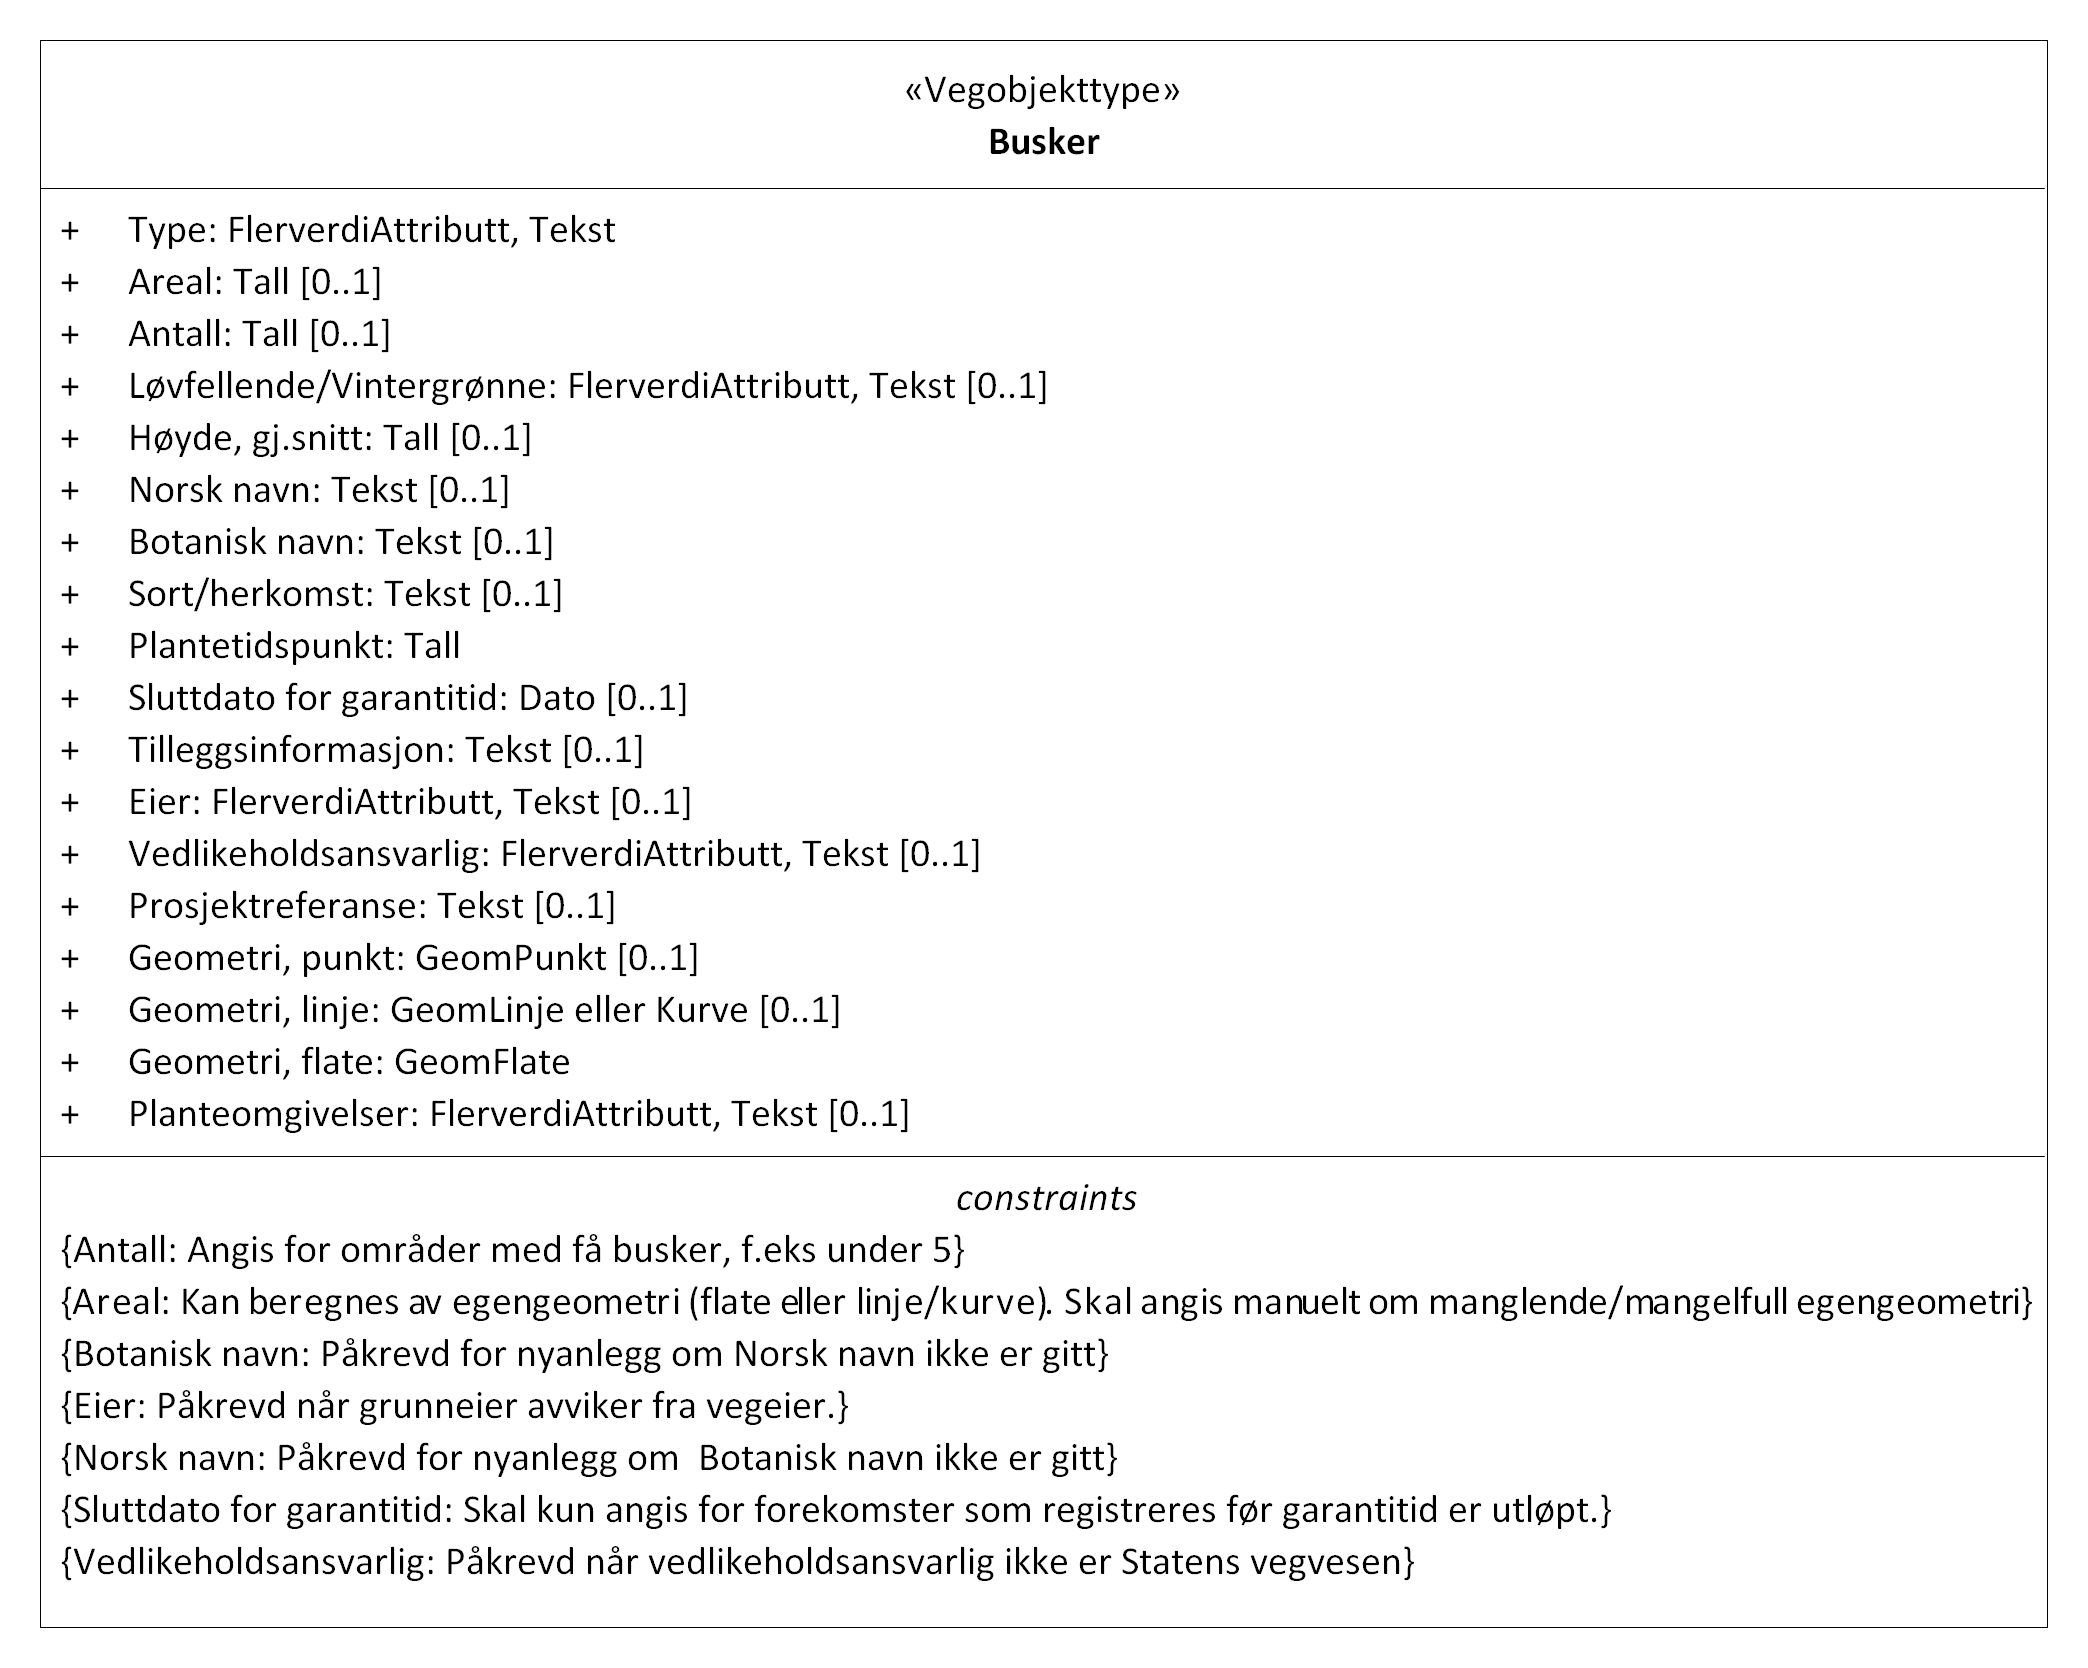 «Vegobjekttype»
Busker
+ Type: FlerverdiAttributt, Tekst
+ Areal: Tall [0..1]
+ Antall: Tall [0..1]
+ Løvfellende/Vintergrønne: FlerverdiAttributt, Tekst [0..1]
+ Høyde, gj.snitt: Tall [0..1]
+ Norsk navn: Tekst [0..1]
+ Botanisk navn: Tekst [0..1]
+ Sort/herkomst: Tekst [0..1]
+ Plantetidspunkt: Tall
+ Sluttdato for garantitid: Dato [0..1]
+ Tilleggsinformasjon: Tekst [0..1]
+ Eier: FlerverdiAttributt, Tekst [0..1]
+ Vedlikeholdsansvarlig: FlerverdiAttributt, Tekst [0..1]
+ Prosjektreferanse: Tekst [0..1]
+ Geometri, punkt: GeomPunkt [0..1]
+ Geometri, linje: GeomLinje eller Kurve [0..1]
+ Geometri, flate: GeomFlate
+ Planteomgivelser: FlerverdiAttributt, Tekst [0..1]
constraints
{Antall: Angis for områder med få busker, f.eks under 5}
{Areal: Kan beregnes av egengeometri (flate eller linje/kurve). Skal angis manuelt om manglende/mangelfull egengeometri}
{Botanisk navn: Påkrevd for nyanlegg om Norsk navn ikke er gitt}
{Eier: Påkrevd når grunneier avviker fra vegeier.}
{Norsk navn: Påkrevd for nyanlegg om  Botanisk navn ikke er gitt}
{Sluttdato for garantitid: Skal kun angis for forekomster som registreres før garantitid er utløpt.}
{Vedlikeholdsansvarlig: Påkrevd når vedlikeholdsansvarlig ikke er Statens vegvesen}